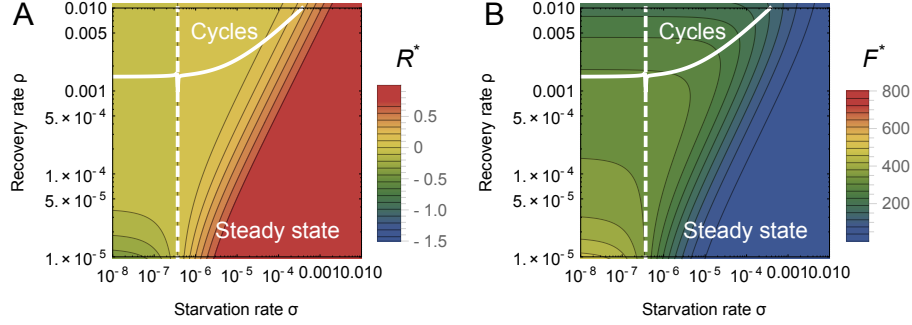 A
B
0.010
0.001
5.×10⁻⁴
1.×10⁻⁴
5.×10⁻⁵
1.×10⁻⁵
Recovery rate ρ
Cycles
Steady state
10⁻⁸ 10⁻⁷ 10⁻⁶ 10⁻⁵ 10⁻⁴ 0.001 0.010
Starvation rate σ
R*
0.5
0
- 0.5
- 1
- 1.5
0.010
0.005
0.001
5.×10⁻⁴
1.×10⁻⁴
5.×10⁻⁵
1.×10⁻⁵
Recovery rate ρ
Cycles
Steady state
10⁻⁸ 10⁻⁷ 10⁻⁶ 10⁻⁵ 10⁻⁴ 0.001 0.010
Starvation rate σ
F*
800
600
400
200